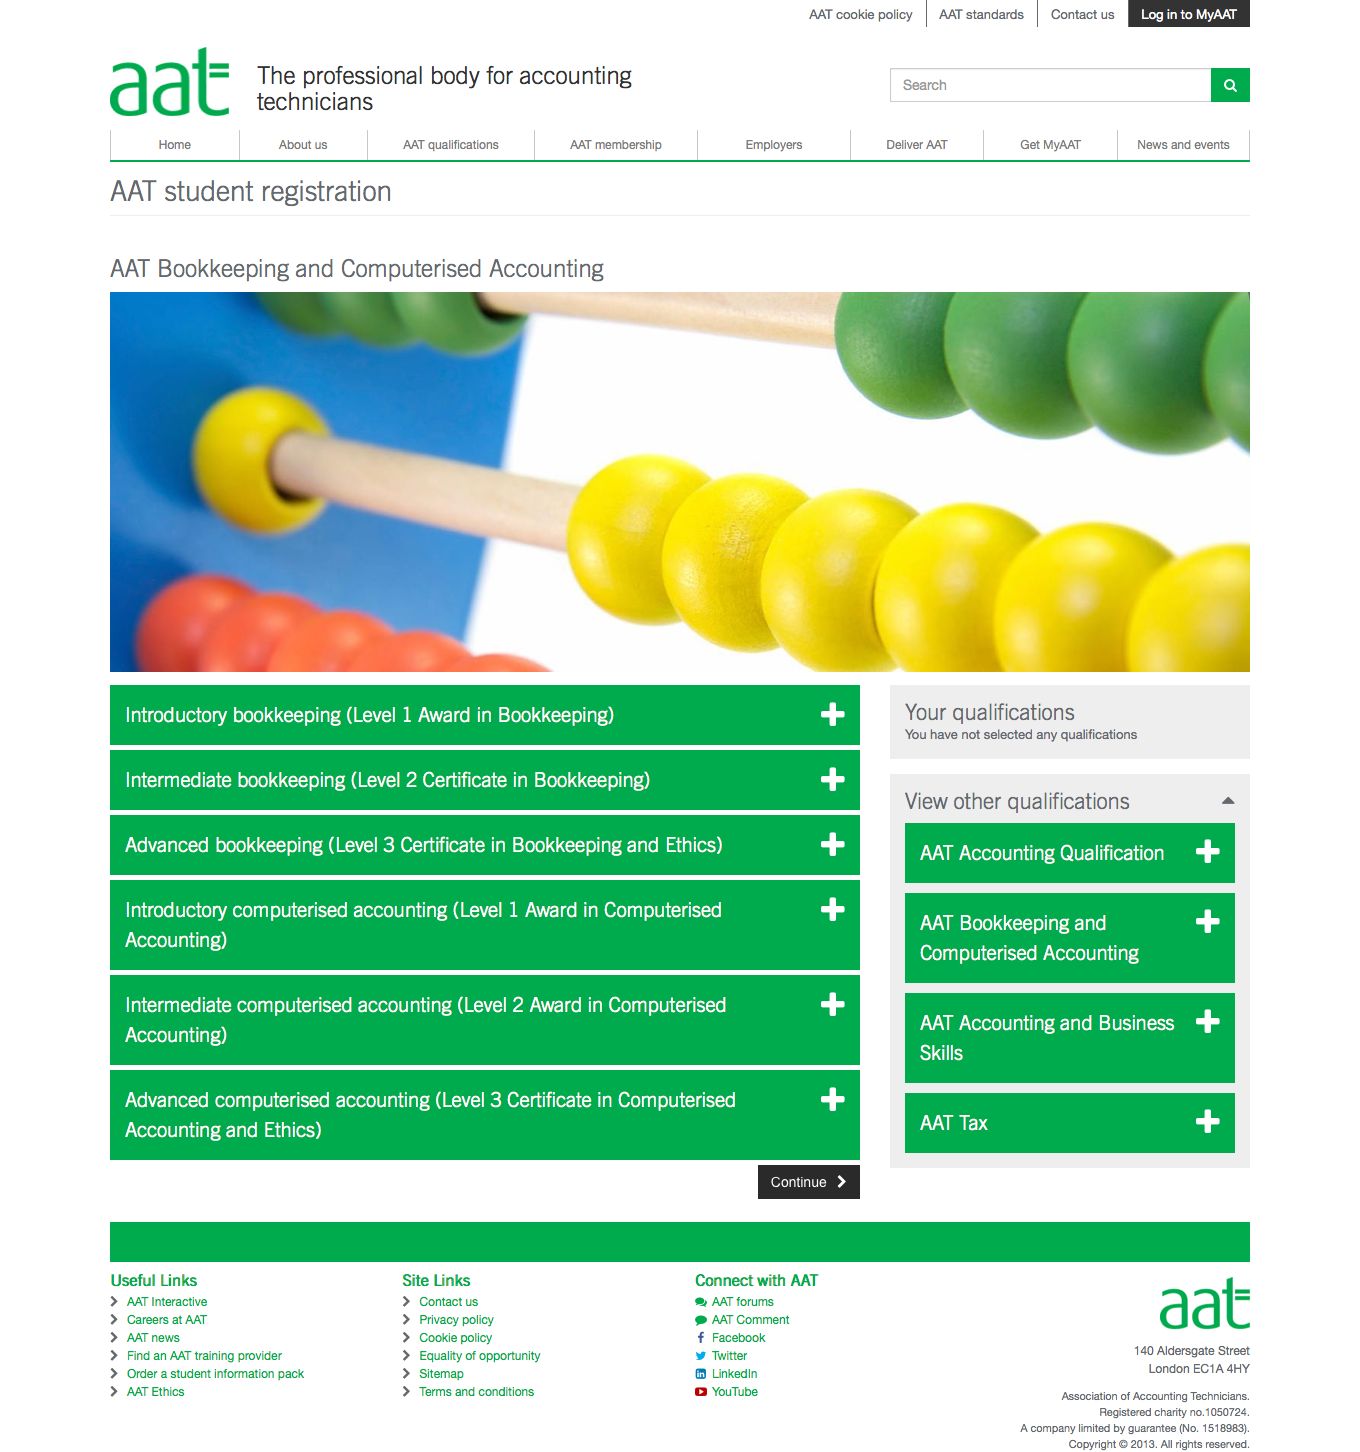 AAT cookie policy
AAT standards
Contact us
Log in to MyAAT
aat
The professional body for accounting
technicians
Search
Home
About us
AAT qualifications
AAT membership
Employers
Deliver AAT
Get MyAAT
News and events
AAT student registration
AAT Bookkeeping and Computerised Accounting
Introductory bookkeeping (Level 1 Award in Bookkeeping)
Intermediate bookkeeping (Level 2 Certificate in Bookkeeping)
Advanced bookkeeping (Level 3 Certificate in Bookkeeping and Ethics)
Introductory computerised accounting (Level 1 Award in Computerised
Accounting)
Intermediate computerised accounting (Level 2 Award in Computerised
Accounting)
Advanced computerised accounting (Level 3 Certificate in Computerised
Accounting and Ethics)
Continue
Your qualifications
You have not selected any qualifications
View other qualifications
AAT Accounting Qualification
AAT Bookkeeping and
Computerised Accounting
AAT Accounting and Business
Skills
AAT Tax
Useful Links
AAT Interactive
Careers at AAT
AAT news
Find an AAT training provider
Order a student information pack
AAT Ethics
Site Links
Contact us
Privacy policy
Cookie policy
Equality of opportunity
Sitemap
Terms and conditions
Connect with AAT
AAT forums
AAT Comment
Facebook
Twitter
LinkedIn
YouTube
aat
140 Aldersgate Street
London EC1A 4HY
Association of Accounting Technicians.
Registered charity no.1050724.
A company limited by guarantee (No. 1518983).
Copyright © 2013. All rights reserved.